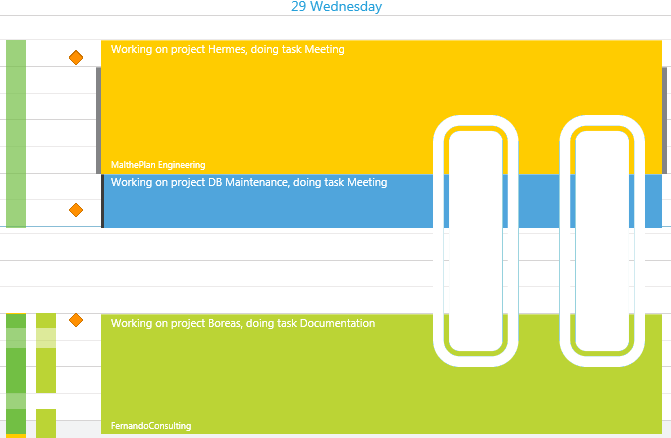 29 Wednesday
Working on project Hermes, doing task Meeting
MalthePlan Engineering
Working on project DB Maintenance, doing task Meeting
Working on project Boreas, doing task Documentation
FernandoConsulting